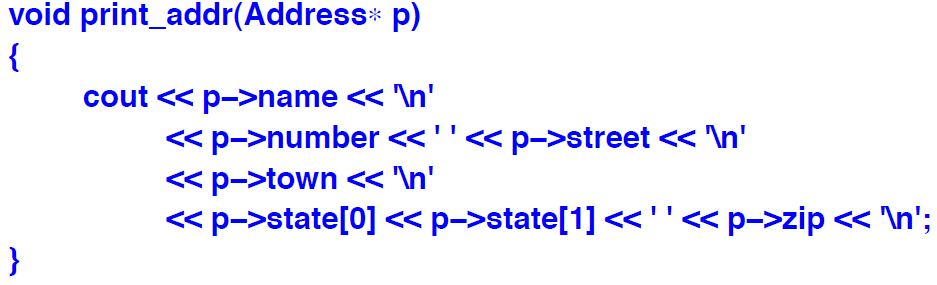 void print_addr(Address* p)
{
cout << p–>name << '\n'
<< p–>number << ' ' << p–>street << '\n'
<< p–>town << '\n'
<< p–>state[0] << p–>state[1] << ' ' << p–>zip << '\n';
}